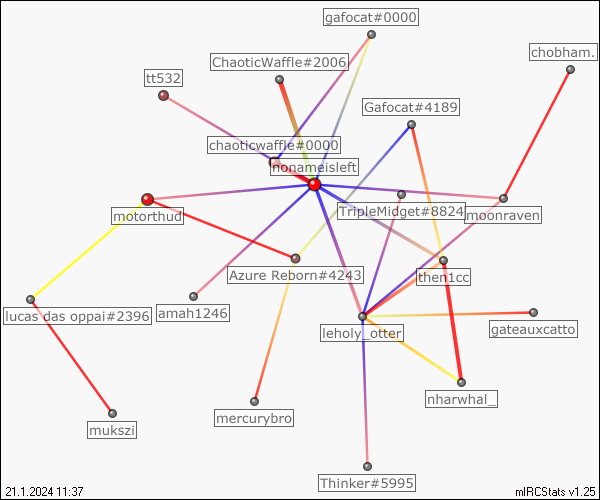 gafocat#0000
chobham.
ChaoticWaffle#2006
tt532
Gafocat#4189
chaoticwaffle#0000
nonameisleft
TripleMidget#8824
moonraven
motorthud
Azure Reborn#4243
then1cc
lucas das oppai#2396
amah1246
leholy_otter
gateauxcatto
nharwhal_
mercurybro
mukszi
Thinker#5995
21.1.2024 11:37
mIRCStats v1.25